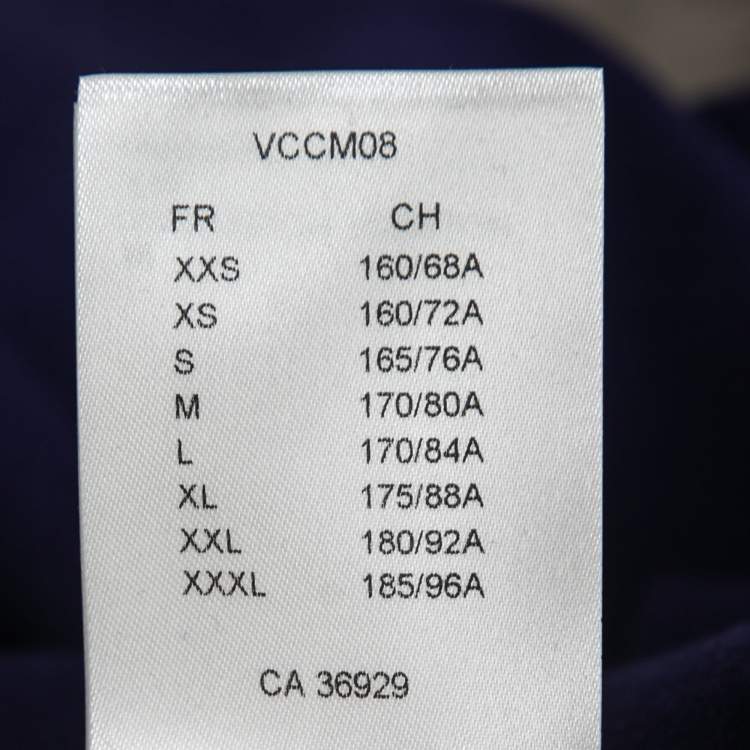 VCCM08
FR CH
XXS 160/68A
XS 160/72A
S 165/76A
M 170/80A
L 170/84A
XL 175/88A
XXL 180/92A
XXXL 185/96A
CA 36929